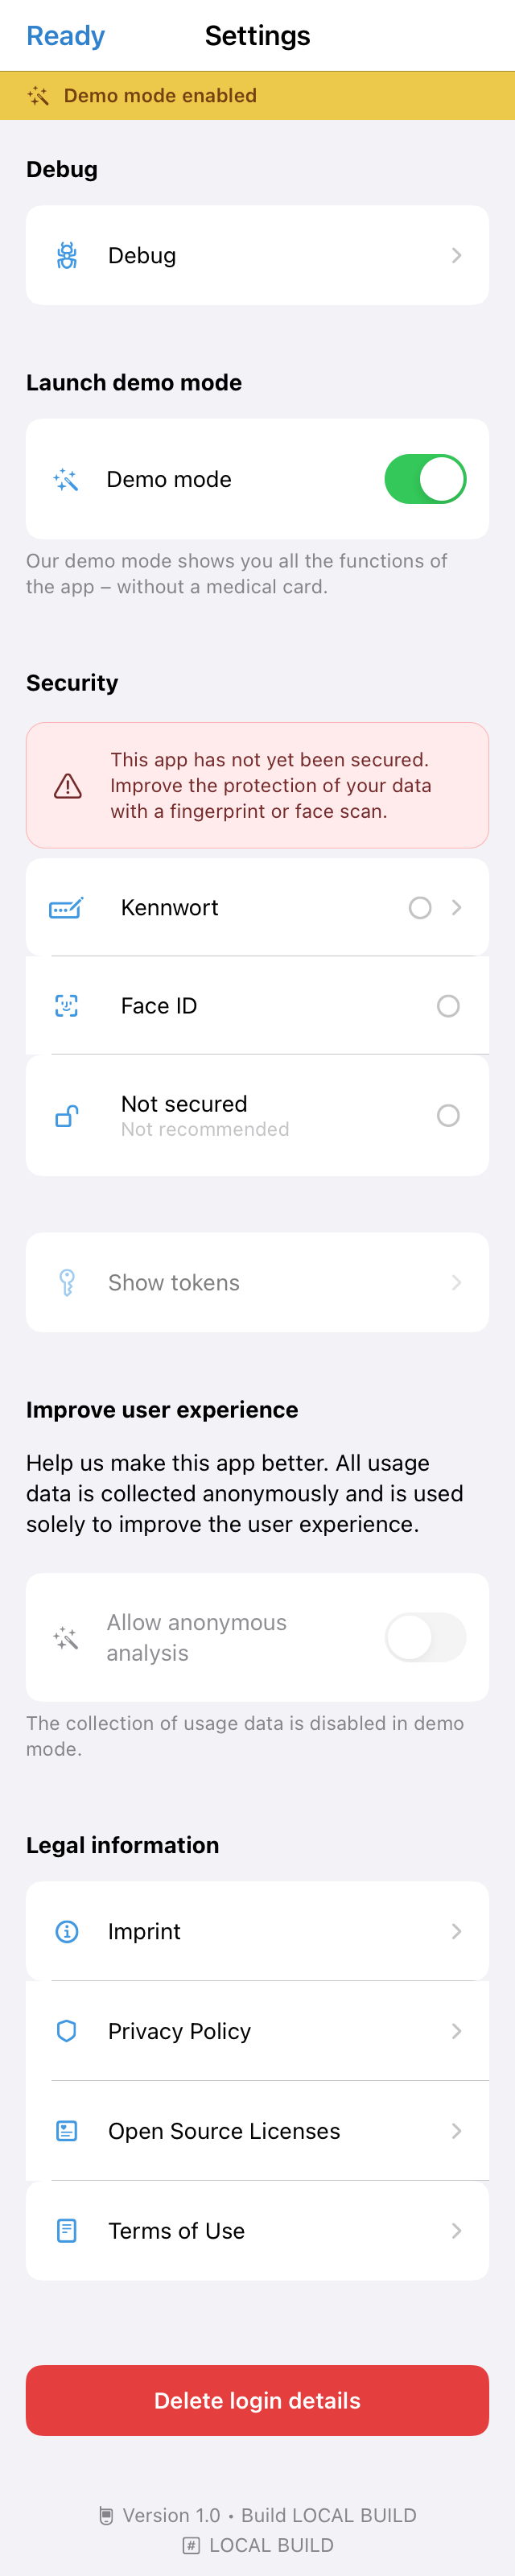 Ready
Settings
Demo mode enabled
Debug
Debug
Launch demo mode
Demo mode
Our demo mode shows you all the functions of
the app – without a medical card.
Security
This app has not yet been secured.
Improve the protection of your data
with a fingerprint or face scan.
Kennwort
Face ID
Not secured
Not recommended
Show tokens
Improve user experience
Help us make this app better. All usage
data is collected anonymously and is used
solely to improve the user experience.
Allow anonymous
analysis
The collection of usage data is disabled in demo
mode.
Legal information
Imprint
Privacy Policy
Open Source Licenses
Terms of Use
Delete login details
Version 1.0 • Build LOCAL BUILD
# LOCAL BUILD